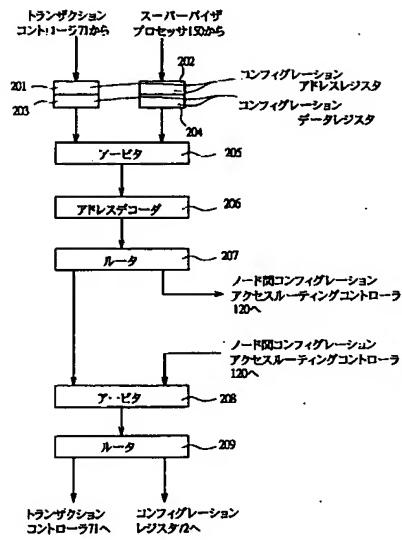 トランザクション
コントローラ71から
スーパーバイザ
プロセッサ150から
201
203
202
204
コンフィグレーション
アドレスレジスタ
コンフィグレーション
データレジスタ
アービタ
205
アドレスデコーダ
206
ルータ
207
ノード間コンフィグレーション
アクセスルーティングコントローラ
120へ
ノード間コンフィグレーション
アクセスルーティングコントローラ
120へ
アービタ
208
ルータ
209
トランザクション
コントローラ71へ
コンフィグレーション
レジスタ72へ